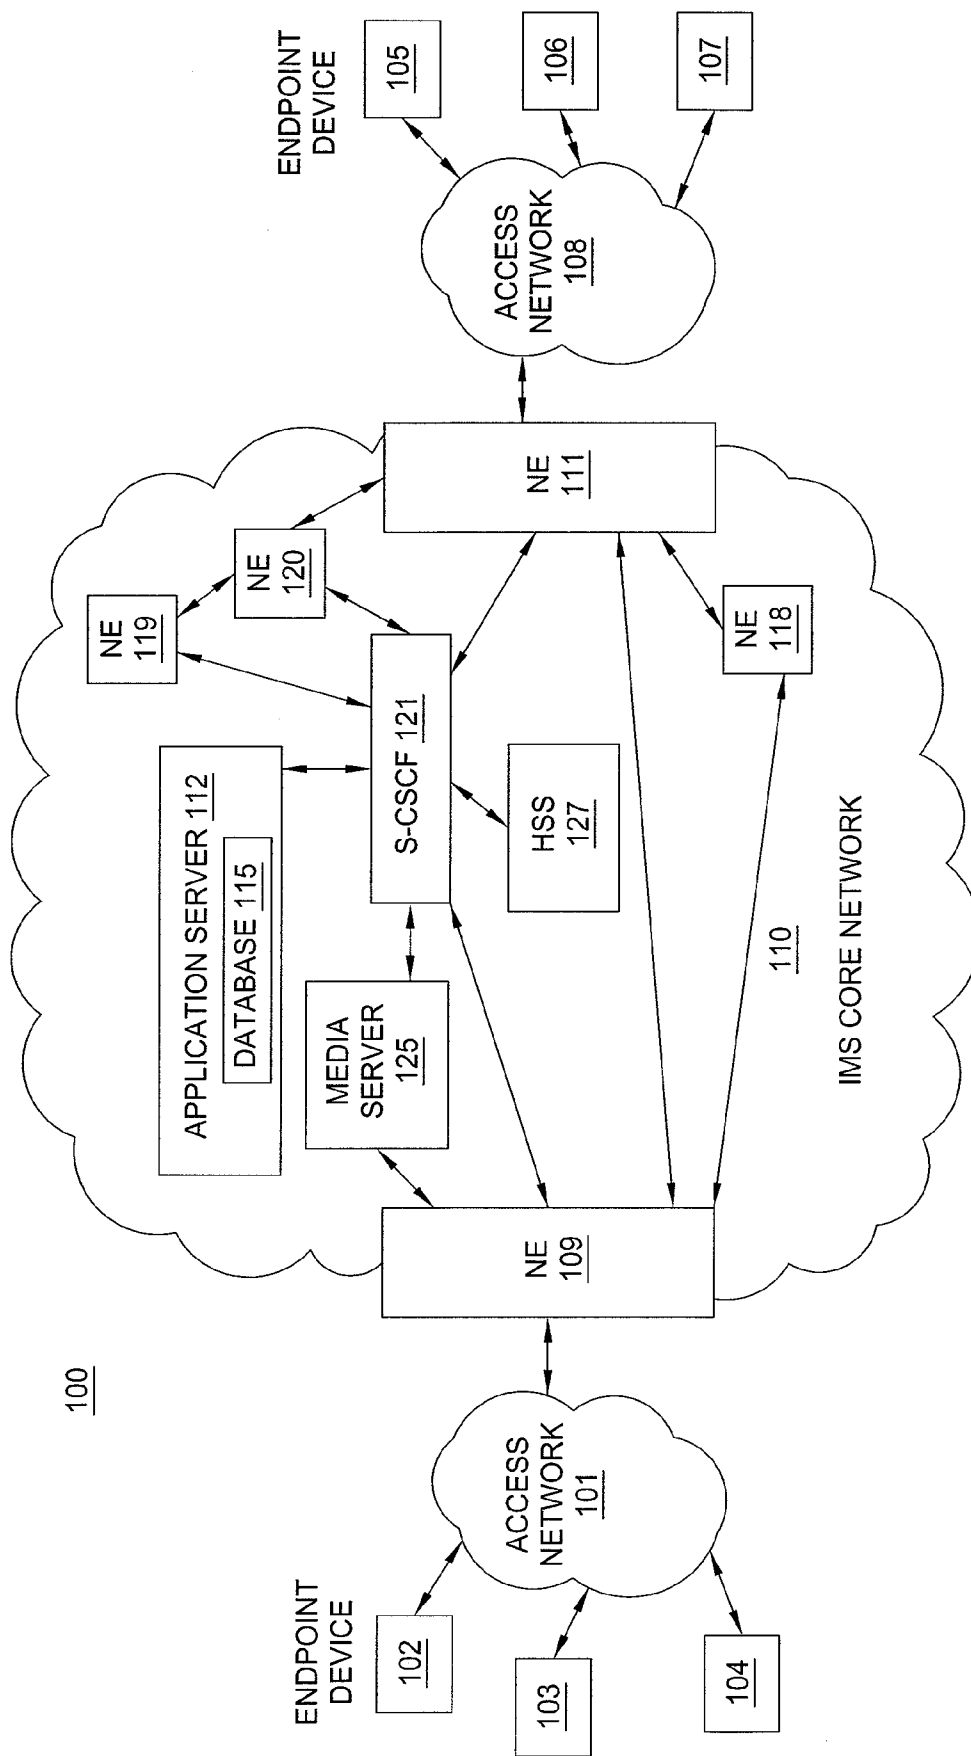 100
ENDPOINT
DEVICE
102
103
104
ACCESS
NETWORK
101
NE
109
APPLICATION SERVER 112
DATABASE 115
MEDIA
SERVER
125
S-CSCF 121
HSS
127
NE
119
NE
120
NE
118
NE
111
IMS CORE NETWORK
110
ACCESS
NETWORK
108
ENDPOINT
DEVICE
105
106
107